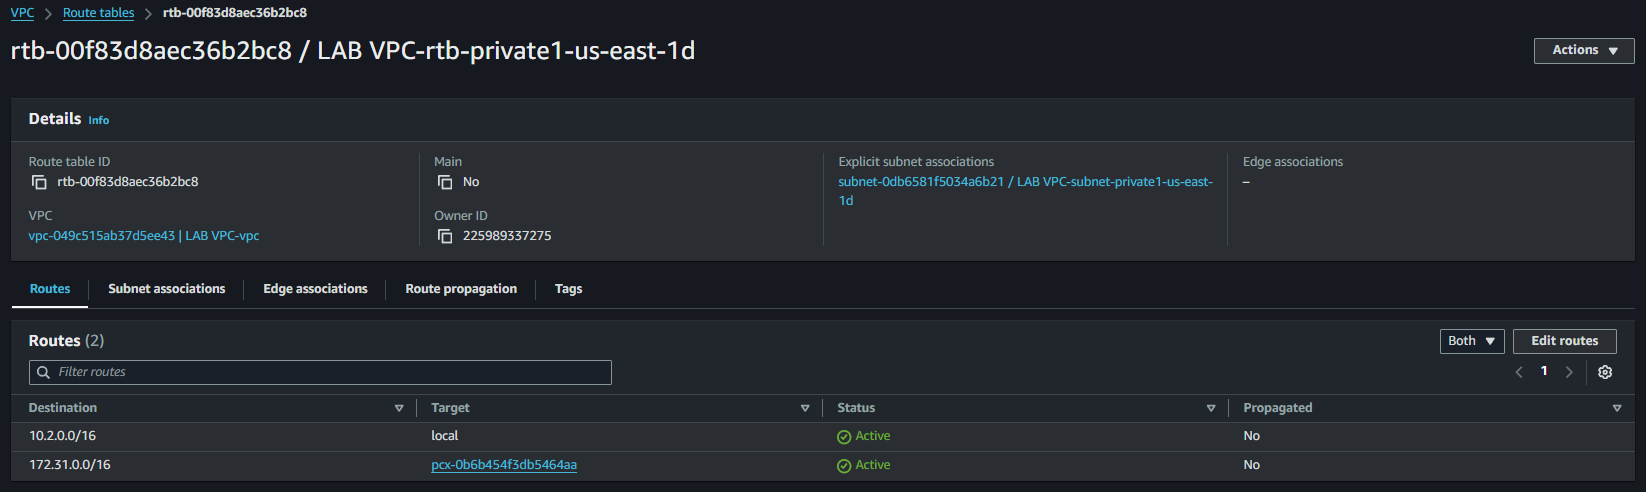 VPC > Route tables > rtb-00f83d8aec36b2bc8
rtb-00f83d8aec36b2bc8 / LAB VPC-rtb-private1-us-east-1d
Actions
Details Info
Route table ID
rtb-00f83d8aec36b2bc8
Main
No
Explicit subnet associations
subnet-0db6581f5034a6b21 / LAB VPC-subnet-private1-us-east-
1d
Edge associations
–
VPC
vpc-049c515ab37d5ee43 | LAB VPC-vpc
Owner ID
225989337275
Routes Subnet associations Edge associations Route propagation Tags
Routes (2)
Both Edit routes
Filter routes
1
Destination Target Status Propagated
10.2.0.0/16 local Active No
172.31.0.0/16 pcx-0b6b454f3db5464aa Active No